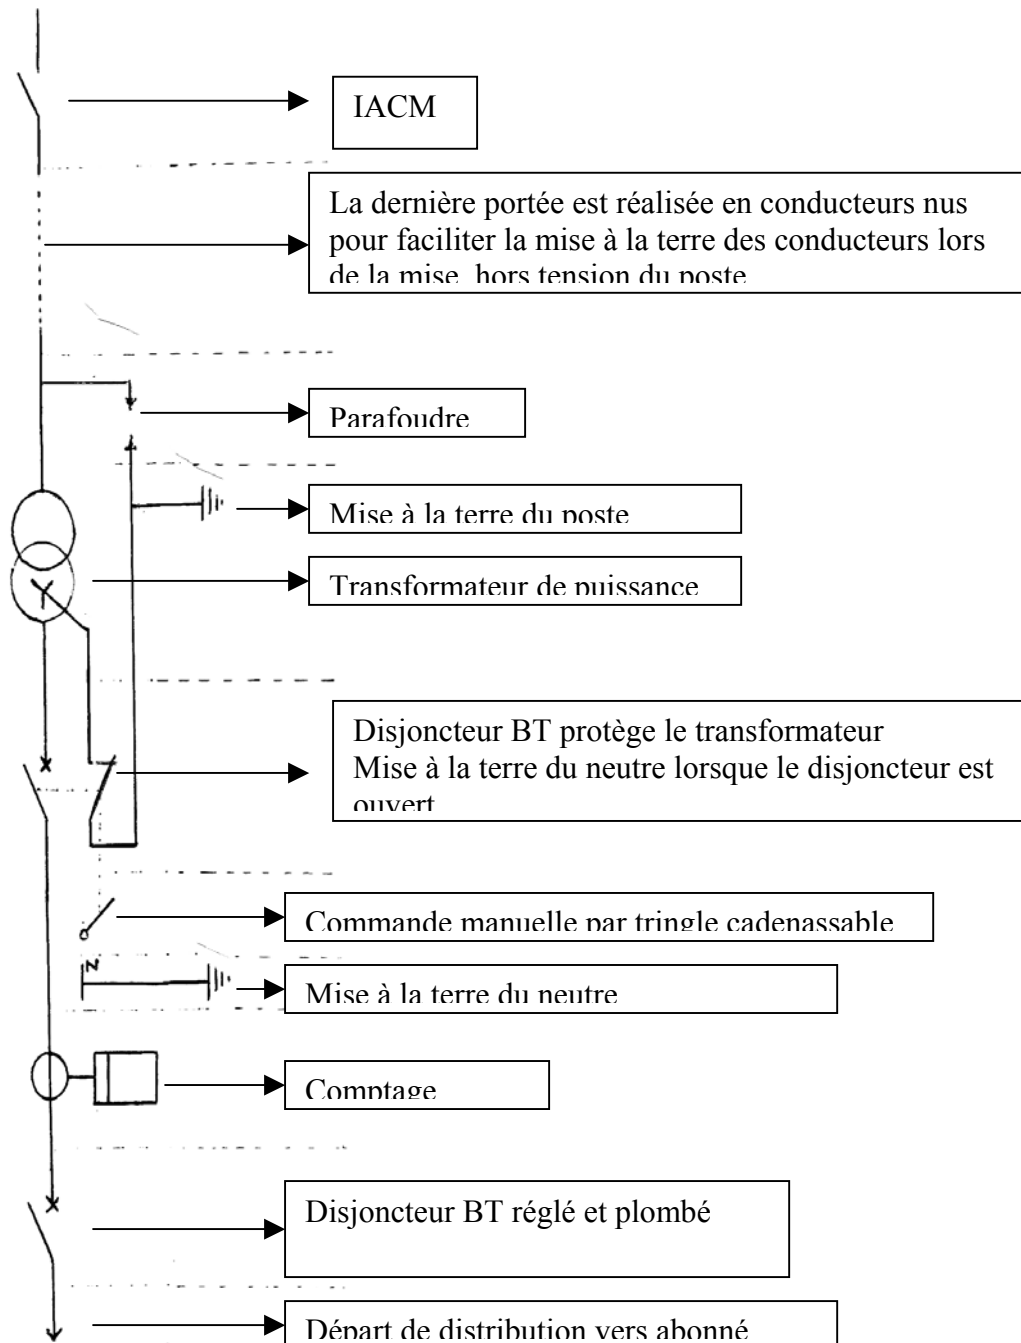 IACM
La dernière portée est réalisée en conducteurs nus
pour faciliter la mise à la terre des conducteurs lors
de la mise hors tension du poste
Parafoudre
Mise à la terre du poste
Transformateur de puissance
Disjoncteur BT protège le transformateur
Mise à la terre du neutre lorsque le disjoncteur est
ouvert
Commande manuelle par tringle cadenassable
N
Mise à la terre du neutre
Comptage
Disjoncteur BT réglé et plombé
Départ de distribution vers abonné